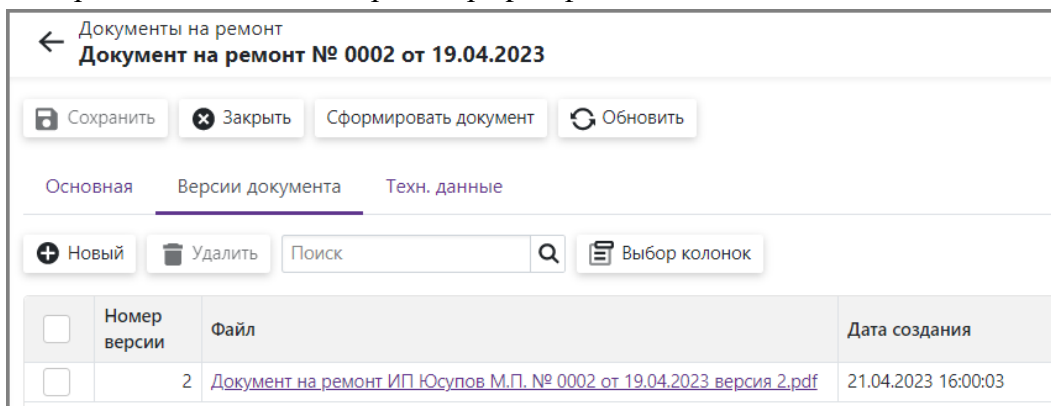 Документы на ремонт
Документ на ремонт № 0002 от 19.04.2023
Сохранить Закрыть Сформировать документ Обновить
Основная Версии документа Техн. данные
Новый Удалить Поиск Выбор колонок
Номер версии Файл Дата создания
2 Документ на ремонт ИП Юсупов М.П. № 0002 от 19.04.2023 версия 2.pdf 21.04.2023 16:00:03